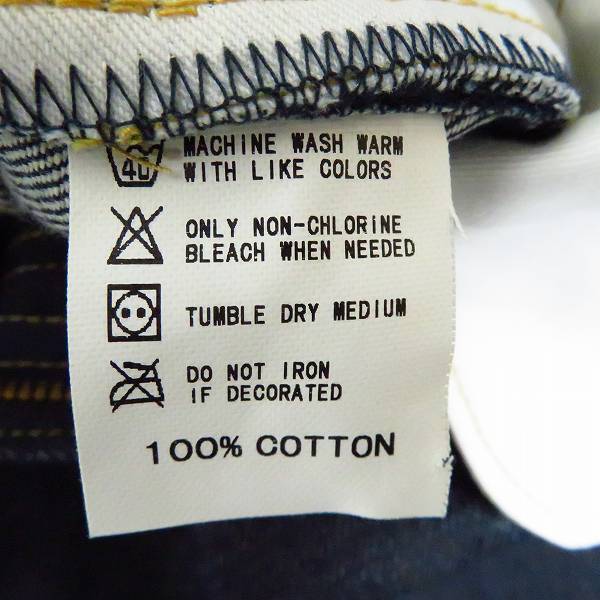 40
MACHINE WASH WARM
WITH LIKE COLORS
ONLY NON-CHLORINE
BLEACH WHEN NEEDED
TUMBLE DRY MEDIUM
DO NOT IRON
IF DECORATED
100% COTTON